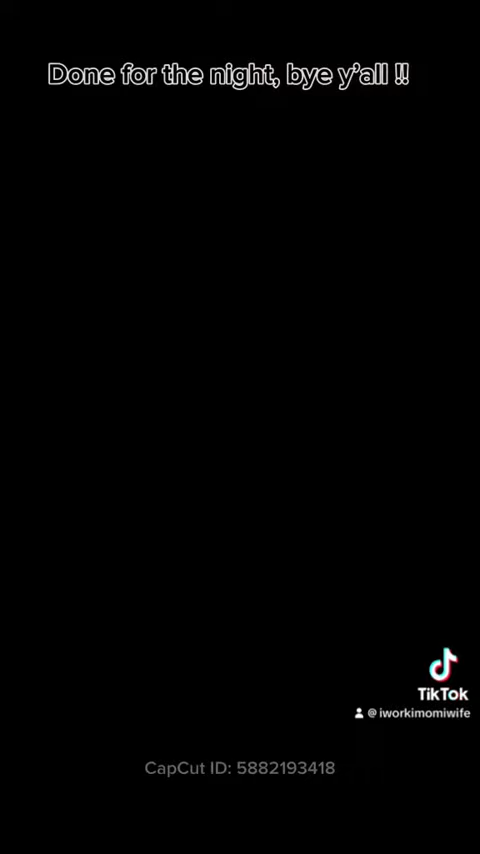 Done for the night, bye y’all !!
TikTok
@iworkimomiwife
CapCut ID: 5882193418